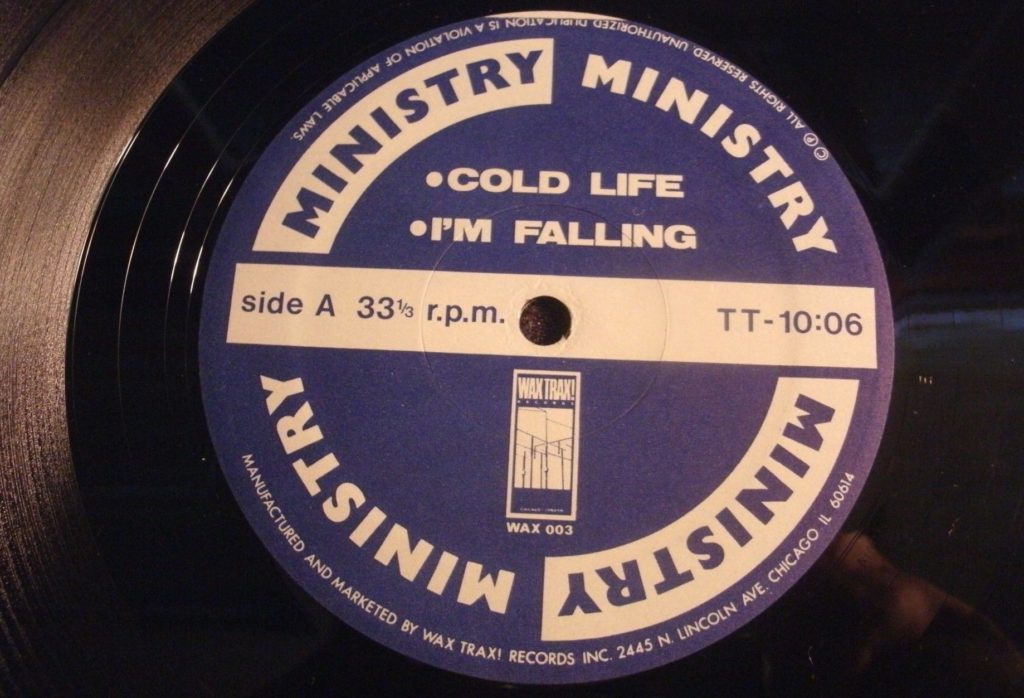 MINISTRY
MINISTRY
•COLD LIFE
•I'M FALLING
side A 33⅓ r.p.m.
TT-10:06
WAX TRAX!
RECORDS
WAX 003
MINISTRY
MINISTRY
MANUFACTURED AND MARKETED BY WAX TRAX! RECORDS INC. 2445 N. LINCOLN AVE. CHICAGO IL 60614
©℗ ALL RIGHTS RESERVED. UNAUTHORIZED DUPLICATION IS A VIOLATION OF APPLICABLE LAWS.